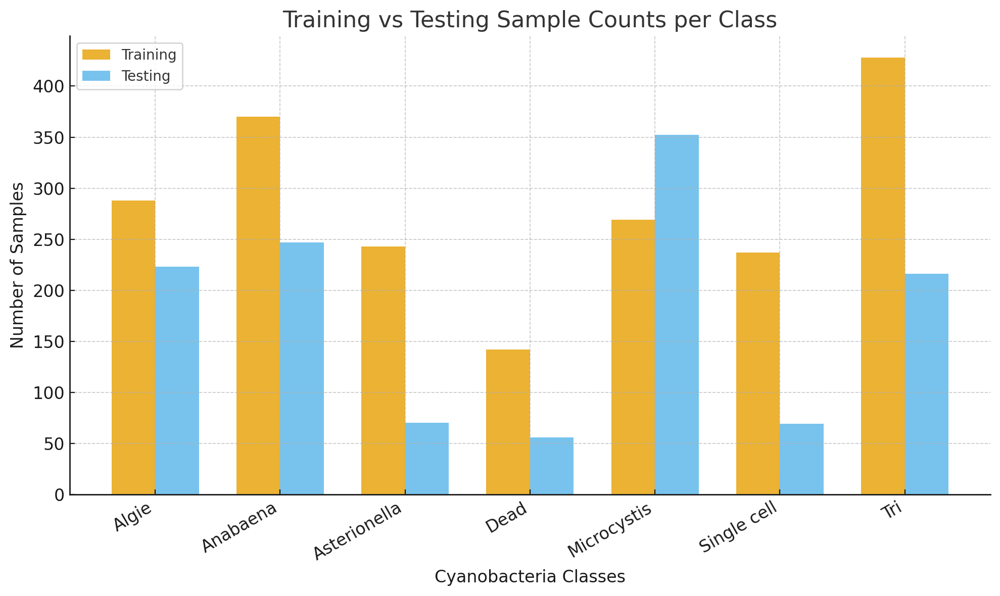 Training vs Testing Sample Counts per Class
Training
Testing
Number of Samples
400
350
300
250
200
150
100
50
0
Algie
Anabaena
Asterionella
Dead
Microcystis
Single cell
Tri
Cyanobacteria Classes